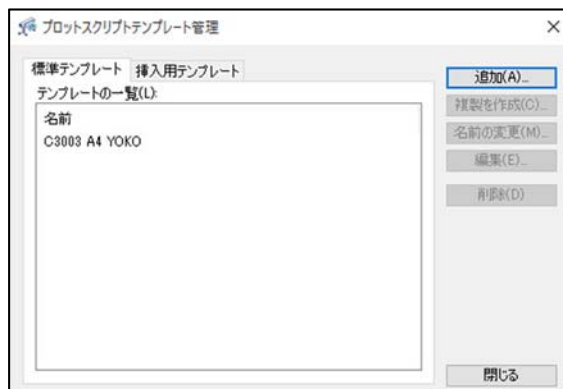 プロットスクリプトテンプレート管理
標準テンプレート 挿入用テンプレート
テンプレートの一覧(L):
名前
C3003 A4 YOKO
追加(A)...
複製を作成(C)...
名前の変更(M)...
編集(E)...
削除(D)
閉じる